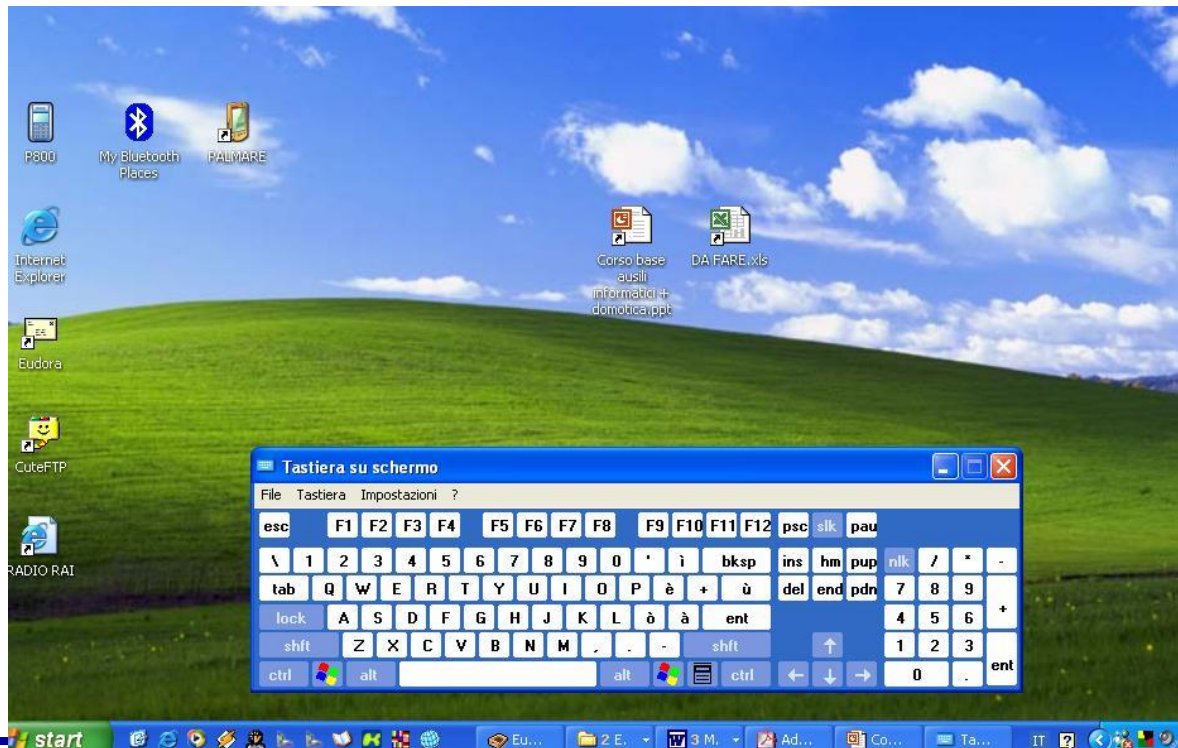 P800
My Bluetooth
Places
PALMARE
Internet
Explorer
Corso base
ausili
informatici +
domotica.ppt
DA FARE.xls
Eudora
CuteFTP
RADIO RAI
Tastiera su schermo
File Tastiera Impostazioni ?
esc F1 F2 F3 F4 F5 F6 F7 F8 F9 F10 F11 F12 psc slk pau
\ 1 2 3 4 5 6 7 8 9 0 ' ì bksp ins hm pup nlk / * -
tab Q W E R T Y U I O P è + ù del end pdn 7 8 9 +
lock A S D F G H J K L ò à ent 4 5 6
shft Z X C V B N M , . - shft ↑ 1 2 3 ent
ctrl alt alt ctrl ← ↓ → 0 .
start Eu... 2 E. 3 M. Ad... Co... Ta... IT ?